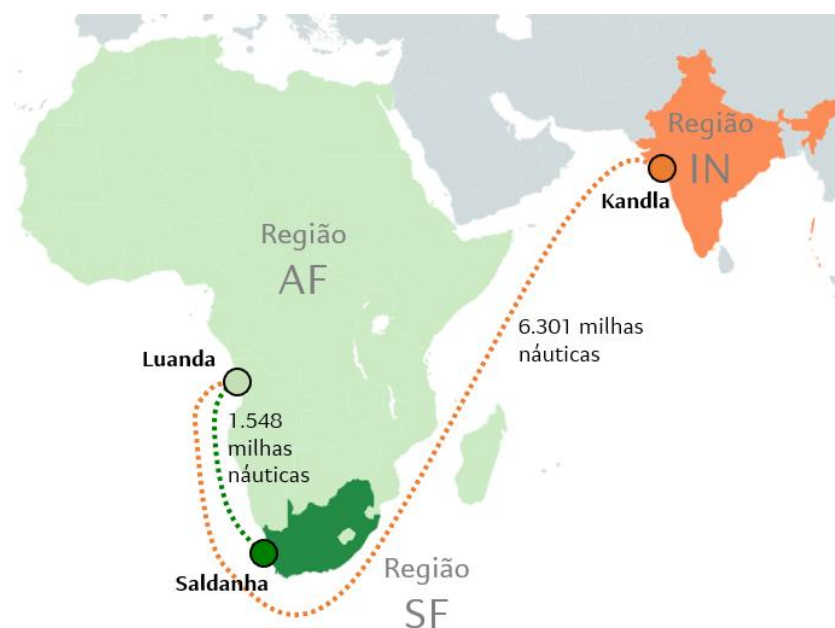 Região
IN
Kandla
Região
AF
6.301 milhas
náuticas
Luanda
1.548
milhas
náuticas
Saldanha
Região
SF